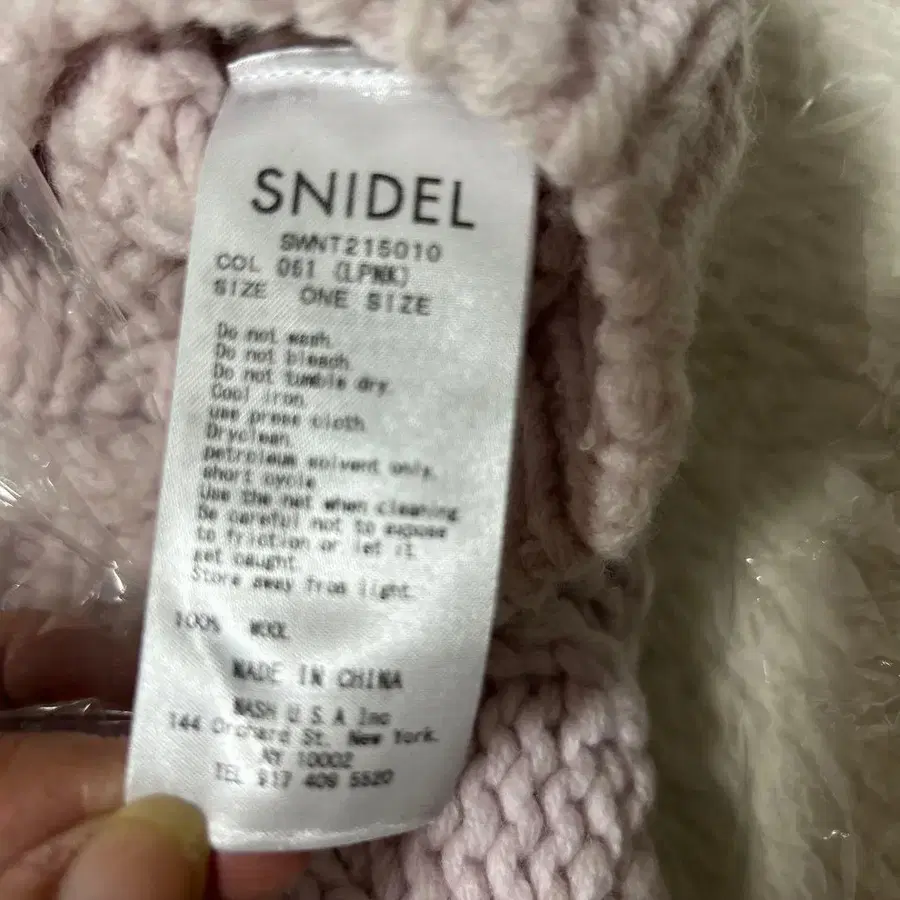 SNIDEL
SWNT215010
COL 061 (LPNK)
SIZE ONE SIZE
Do not wash.
Do not bleach.
Do not tumble dry.
Cool iron.
use press cloth.
Dryclean
petroleum solvent only.
short cycle
Use the net when cleaning
Be careful not to expose
to friction or let it
get caught.
Store away from light.
100% WOOL
MADE IN CHINA
MASH U.S.A Inc
144 Orchard St. New York.
NY 10002
TEL 917 409 5520